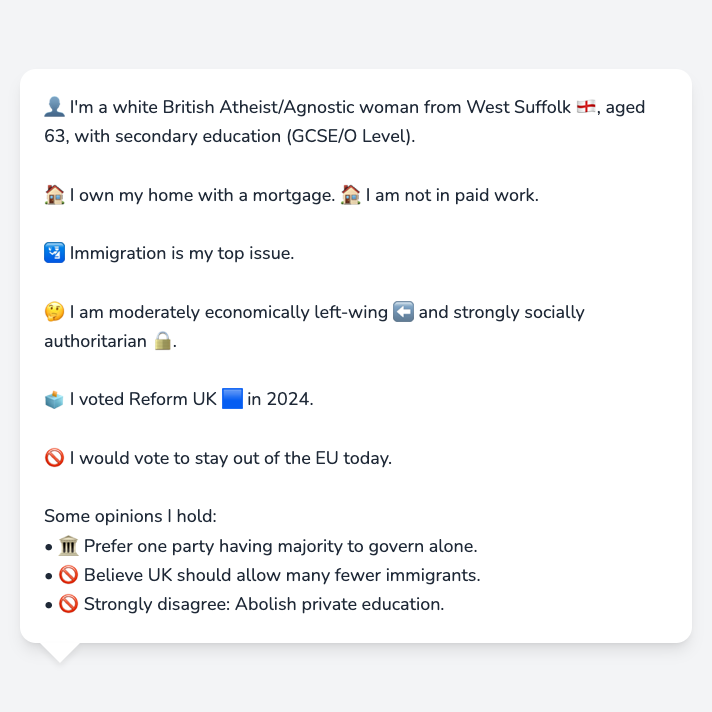 👤 I'm a white British Atheist/Agnostic woman from West Suffolk 🏴󠁧󠁢󠁥󠁮󠁧󠁿, aged
63, with secondary education (GCSE/O Level).
🏠 I own my home with a mortgage. 🏠 I am not in paid work.
🛂 Immigration is my top issue.
🤔 I am moderately economically left-wing ⬅️ and strongly socially
authoritarian 🔒.
🗳️ I voted Reform UK 🟦 in 2024.
🚫 I would vote to stay out of the EU today.
Some opinions I hold:
• 🏛️ Prefer one party having majority to govern alone.
• 🚫 Believe UK should allow many fewer immigrants.
• 🚫 Strongly disagree: Abolish private education.